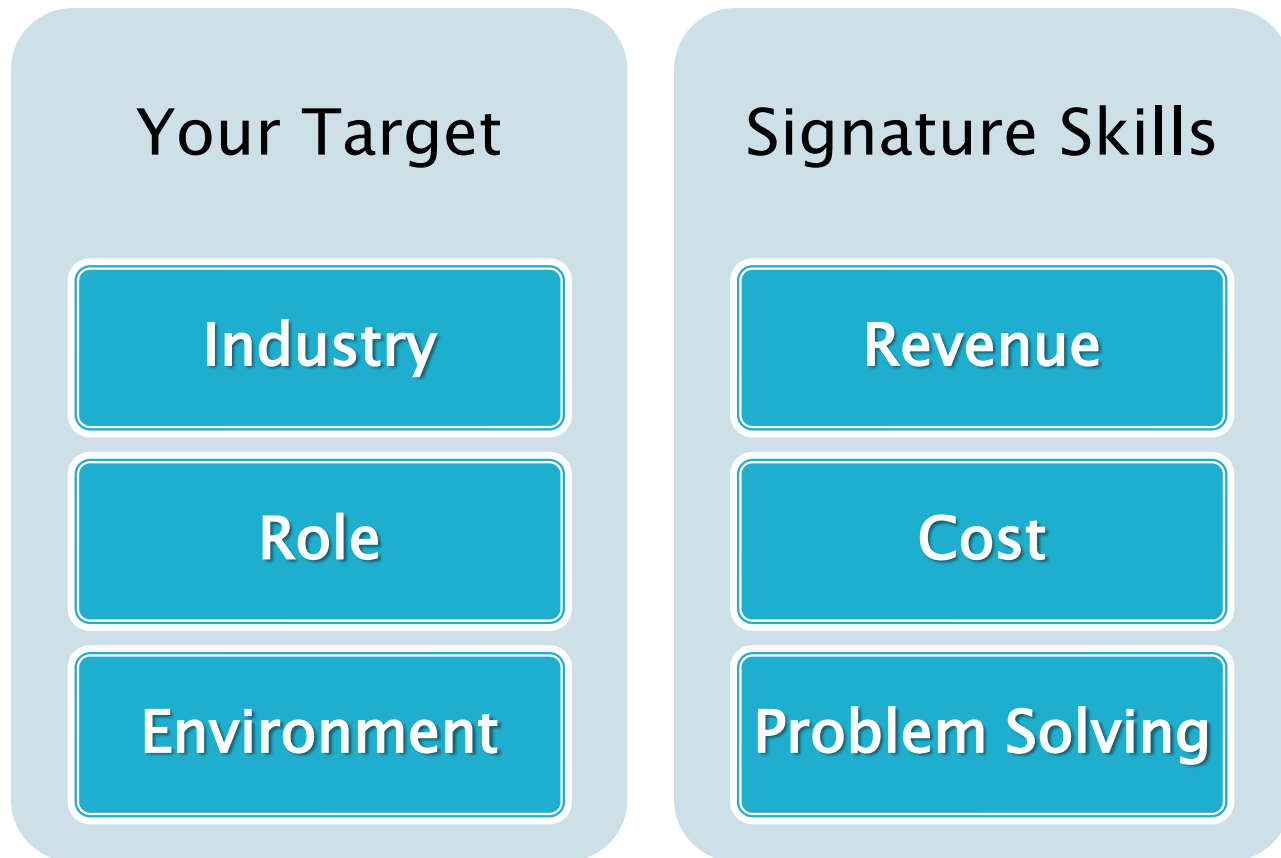 Your Target
Industry
Role
Environment
Signature Skills
Revenue
Cost
Problem Solving